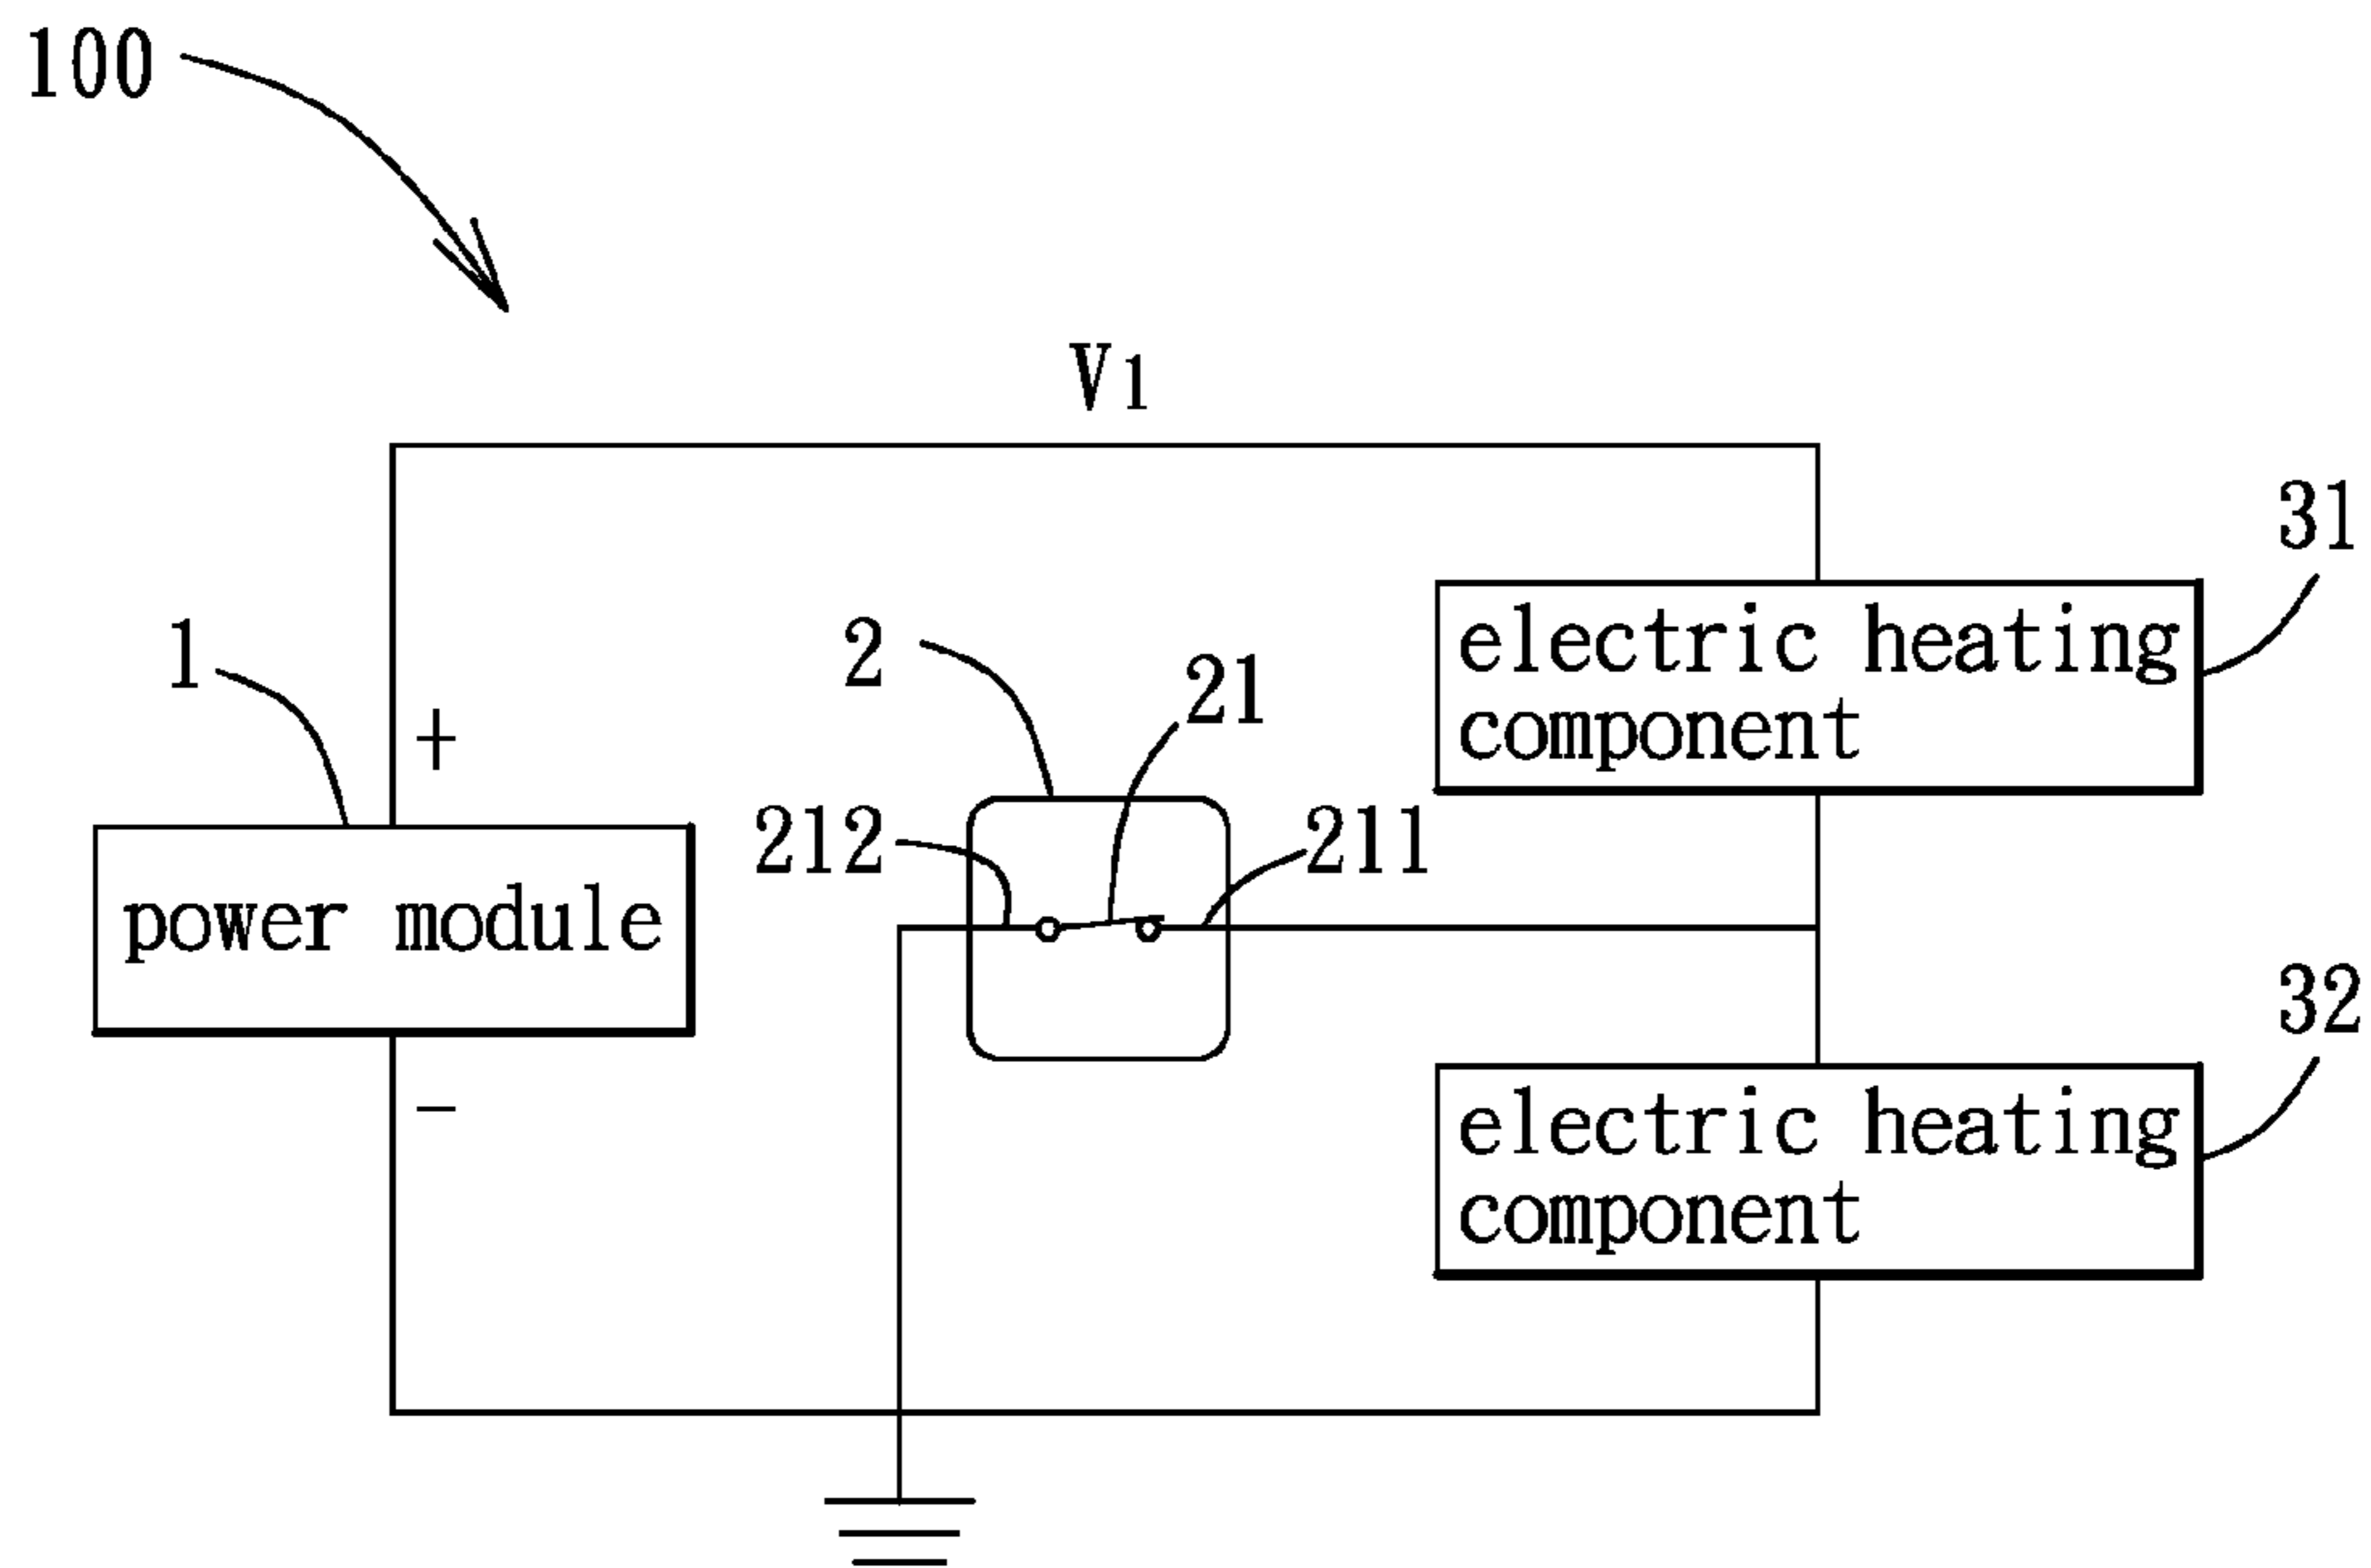 100
V1
31
electric heating
component
1
2
21
+
212
211
power module
32
−
electric heating
component